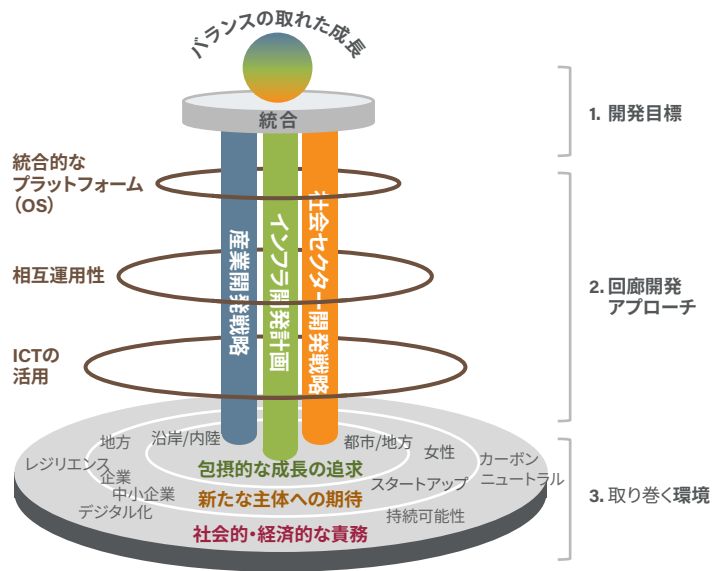 バランスの取れた成長
統合
1. 開発目標
統合的な
プラットフォーム
（OS）
相互運用性
ICTの
活用
産業開発戦略
インフラ開発計画
社会セクター開発戦略
2. 回廊開発
アプローチ
地方
沿岸/内陸
都市/地方
女性
カーボン
ニュートラル
レジリエンス
企業
中小企業
デジタル化
スタートアップ
持続可能性
包摂的な成長の追求
新たな主体への期待
社会的・経済的な責務
3. 取り巻く環境